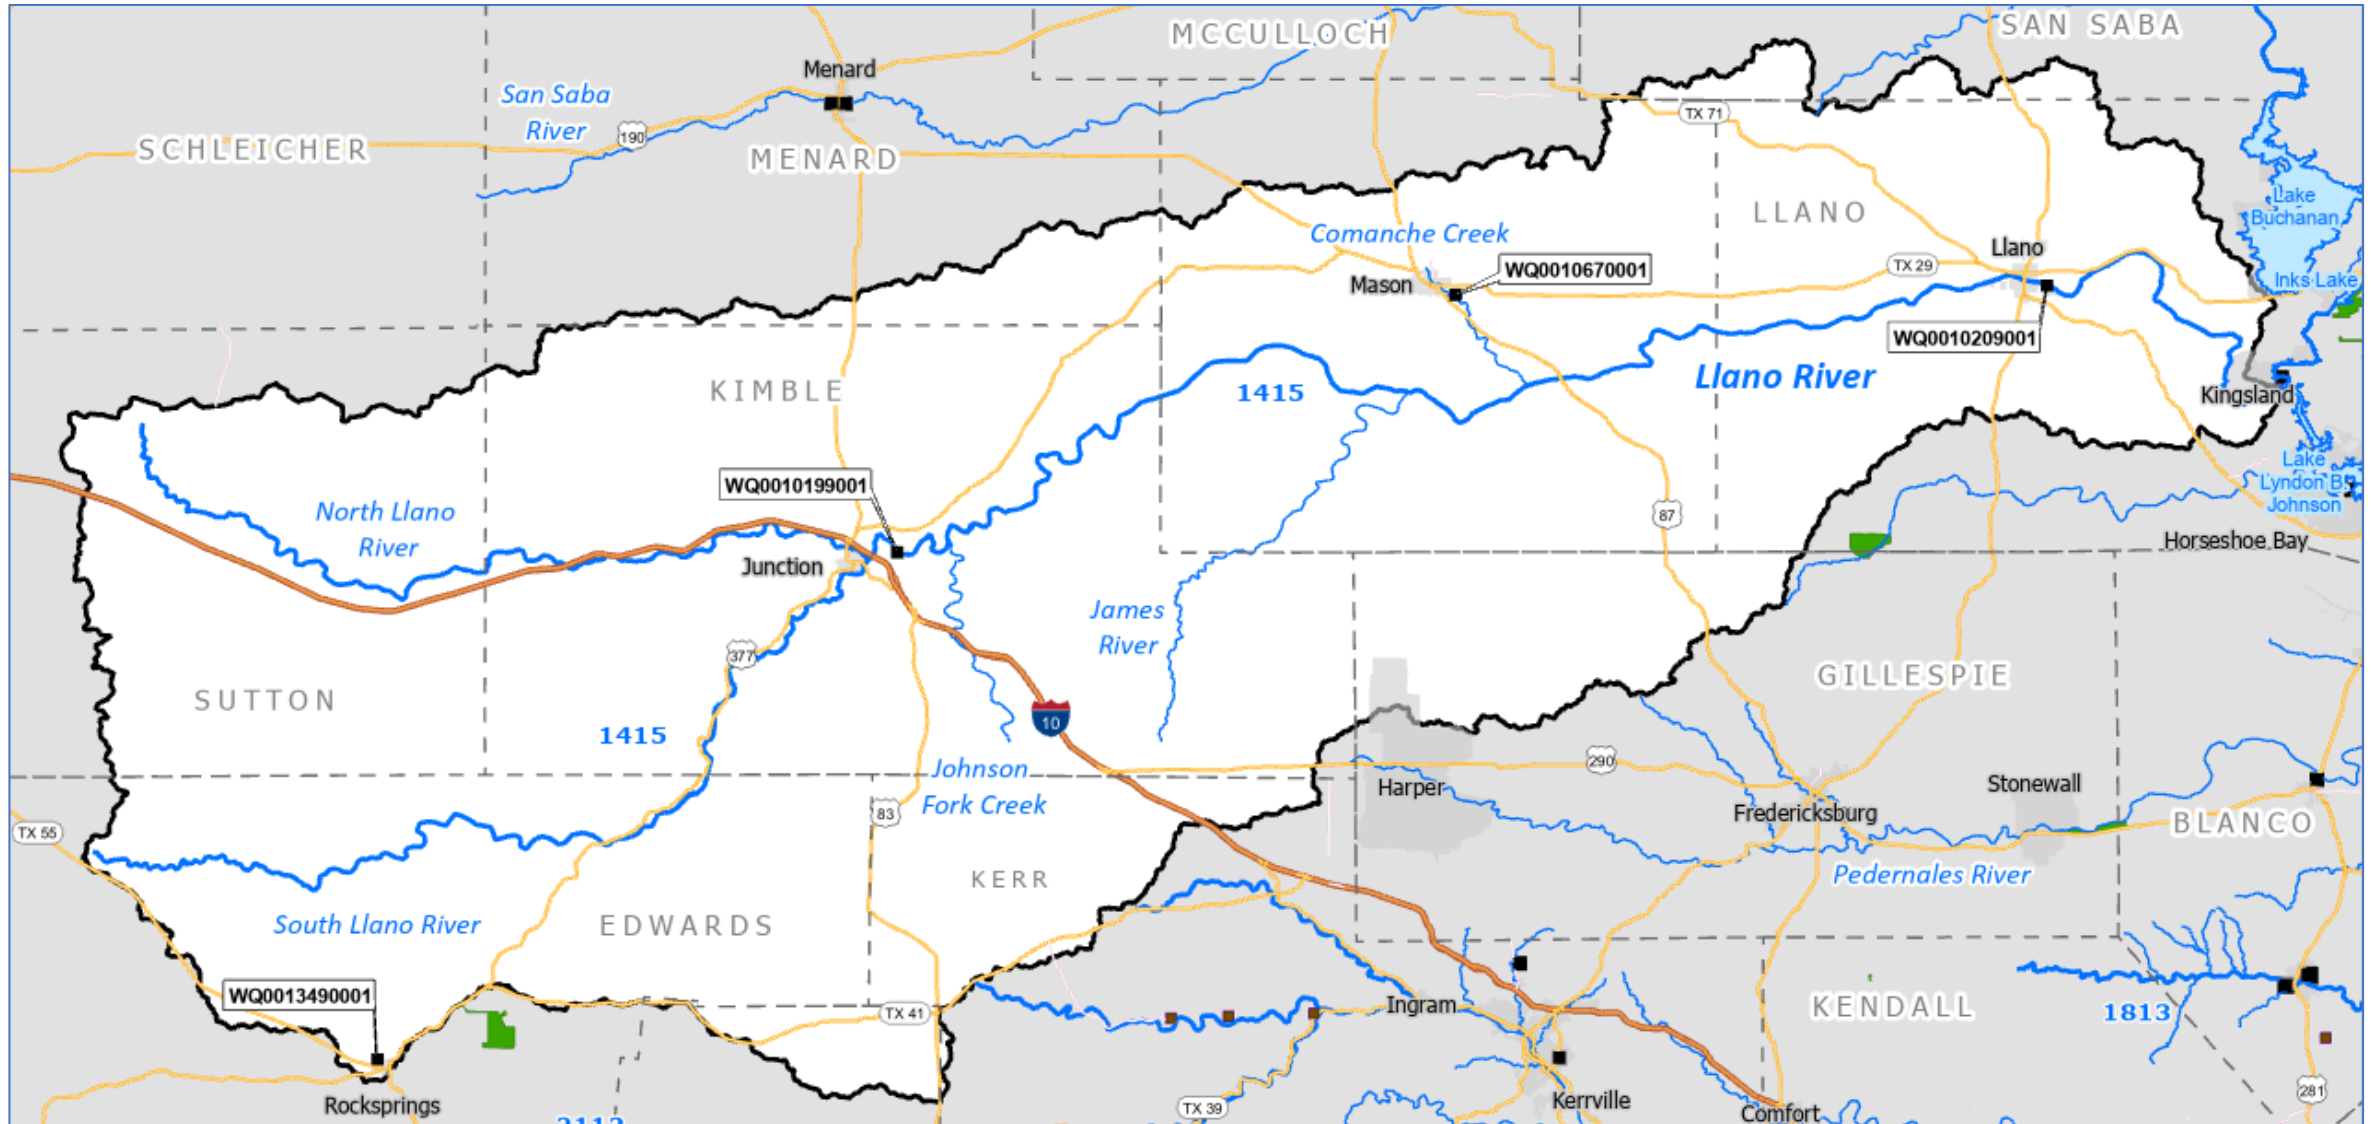 MCCULLOCH
SAN SABA
Menard
San Saba
River
190
SCHLEICHER
MENARD
TX 71
Lake
Buchanan
LLANO
Comanche Creek
Llano
WQ0010670001
TX 29
Inks Lake
Mason
WQ0010209001
Llano River
KIMBLE
1415
Kingsland
Lake
Lyndon B.
Johnson
WQ0010199001
North Llano
River
87
Horseshoe Bay
Junction
James
River
377
SUTTON
GILLESPIE
1415
10
290
Johnson
Fork Creek
Harper
Stonewall
83
Fredericksburg
TX 55
BLANCO
KERR
Pedernales River
South Llano River
EDWARDS
WQ0013490001
Ingram
KENDALL
TX 41
1813
281
Rocksprings
TX 39
Kerrville
Comfort